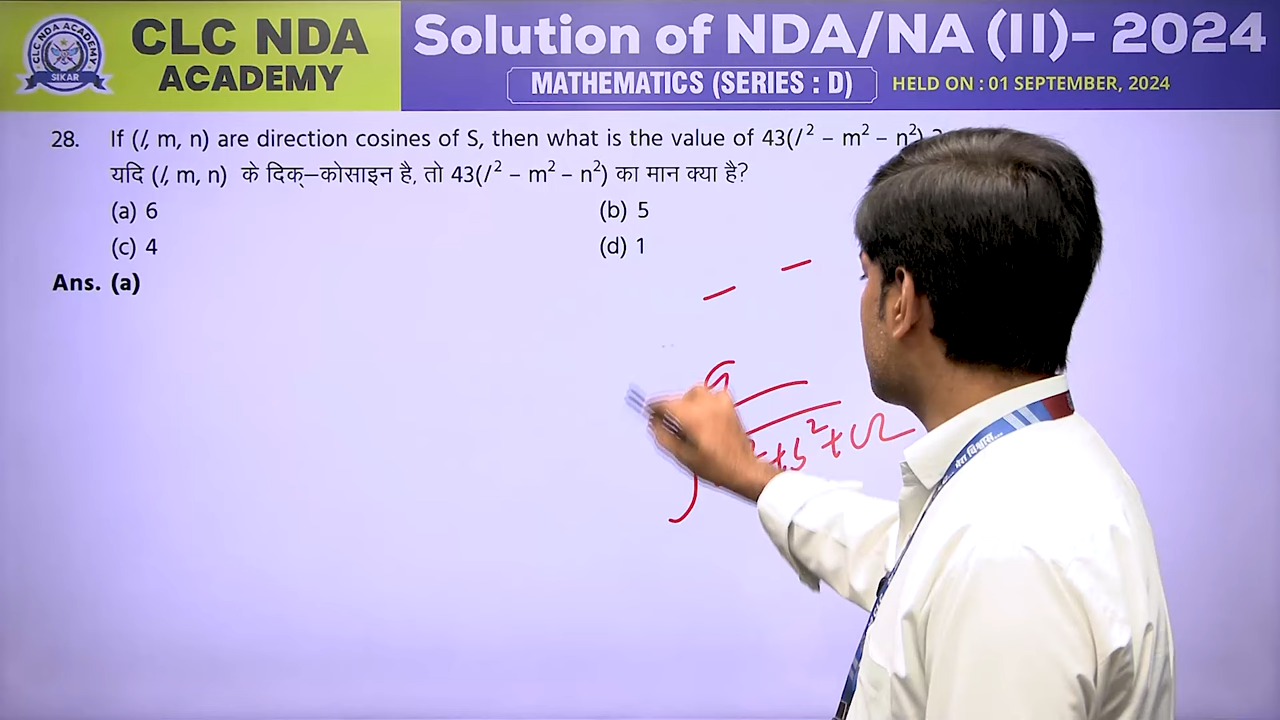 CLC NDA ACADEMY
SIKAR
CLC NDA
ACADEMY
Solution of NDA/NA (II)- 2024
MATHEMATICS (SERIES : D)
HELD ON : 01 SEPTEMBER, 2024
28. If (l, m, n) are direction cosines of S, then what is the value of 43(l² – m² – n²)
यदि (l, m, n) के दिक्–कोसाइन है, तो 43(l² – m² – n²) का मान क्या है?
(a) 6 (b) 5
(c) 4 (d) 1
Ans. (a)
a
+b²+c²